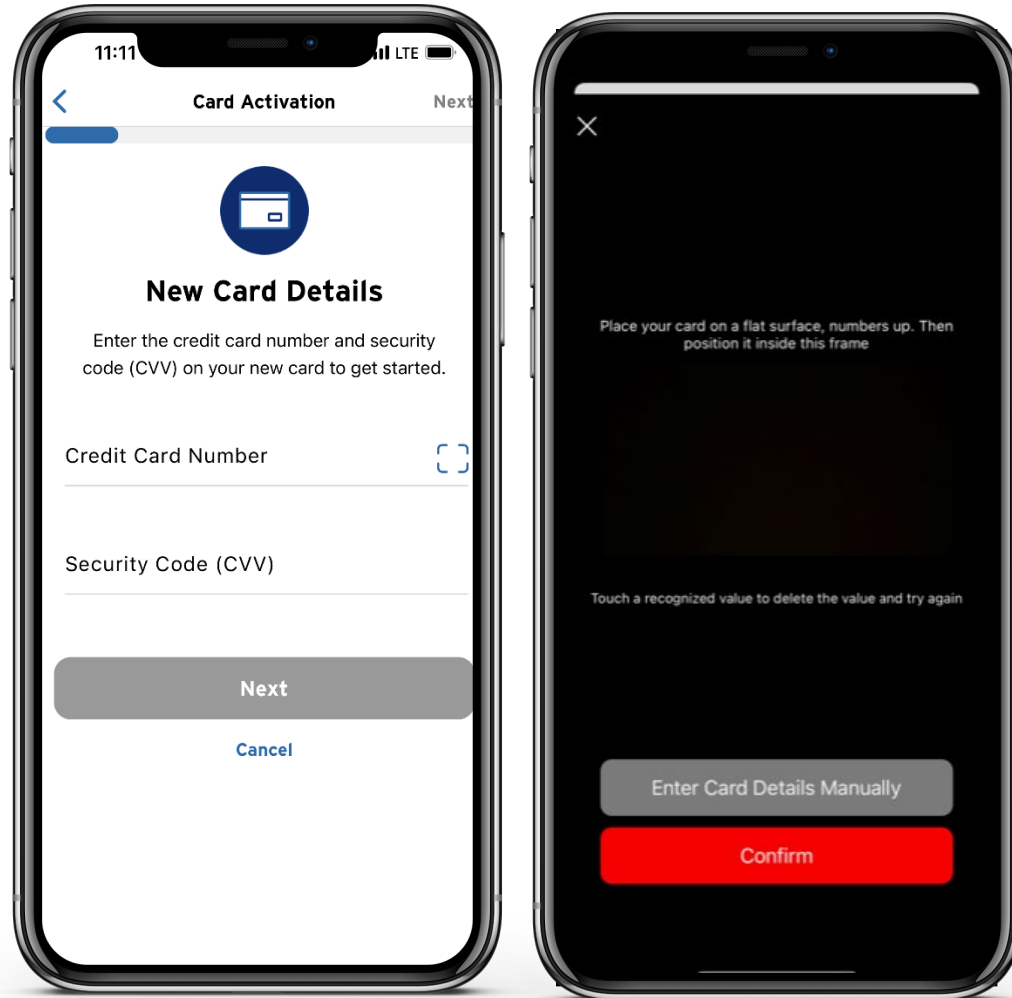 11:11 LTE
Card Activation Next
New Card Details
Enter the credit card number and security
code (CVV) on your new card to get started.
Credit Card Number
Security Code (CVV)
Next
Cancel
Place your card on a flat surface, numbers up. Then
position it inside this frame
Touch a recognized value to delete the value and try again
Enter Card Details Manually
Confirm